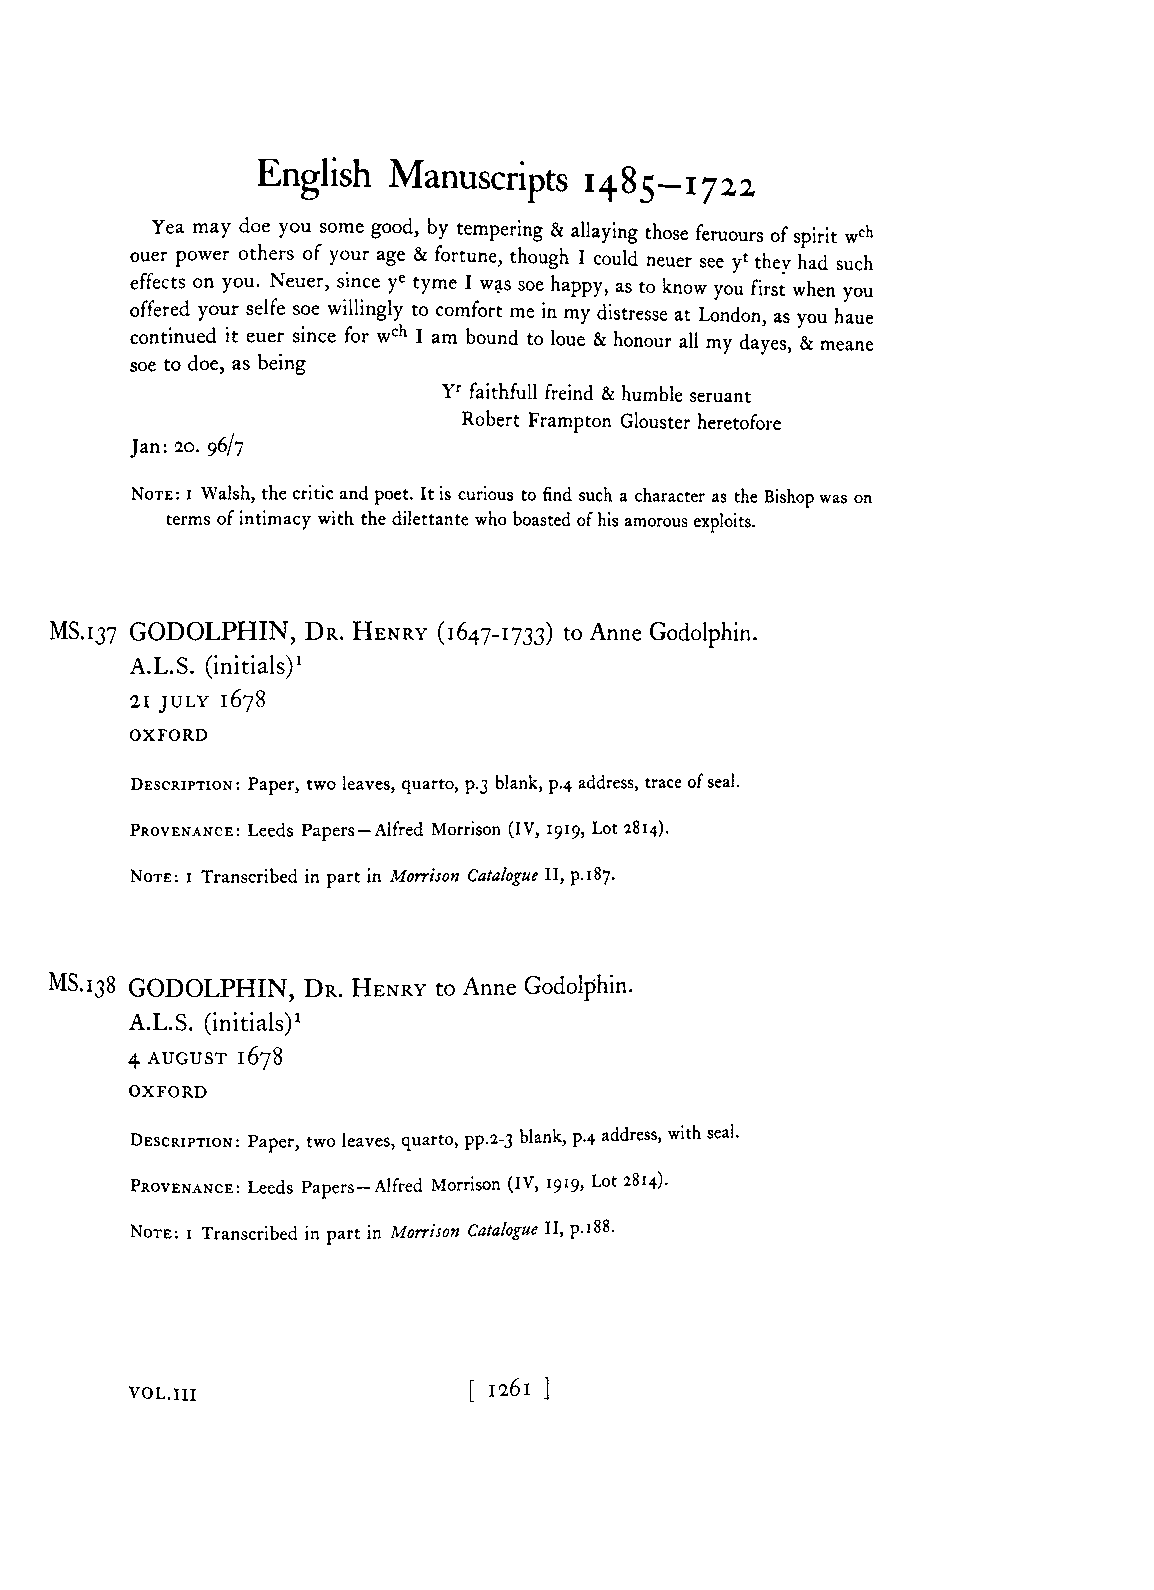 English Manuscripts 1485–1722
Yea may doe you some good, by tempering & allaying those feruours of spirit wch
ouer power others of your age & fortune, though I could neuer see yt they had such
effects on you. Neuer, since ye tyme I was soe happy, as to know you first when you
offered your selfe soe willingly to comfort me in my distresse at London, as you haue
continued it euer since for wch I am bound to loue & honour all my dayes, & meane
soe to doe, as being
Yr faithfull freind & humble seruant
Robert Frampton Glouster heretofore
Jan: 20. 96/7
NOTE: 1 Walsh, the critic and poet. It is curious to find such a character as the Bishop was on
terms of intimacy with the dilettante who boasted of his amorous exploits.
MS.137 GODOLPHIN, DR. HENRY (1647-1733) to Anne Godolphin.
A.L.S. (initials)¹
21 JULY 1678
OXFORD
DESCRIPTION: Paper, two leaves, quarto, p.3 blank, p.4 address, trace of seal.
PROVENANCE: Leeds Papers—Alfred Morrison (IV, 1919, Lot 2814).
NOTE: 1 Transcribed in part in Morrison Catalogue II, p.187.
MS.138 GODOLPHIN, DR. HENRY to Anne Godolphin.
A.L.S. (initials)¹
4 AUGUST 1678
OXFORD
DESCRIPTION: Paper, two leaves, quarto, pp.2-3 blank, p.4 address, with seal.
PROVENANCE: Leeds Papers—Alfred Morrison (IV, 1919, Lot 2814).
NOTE: 1 Transcribed in part in Morrison Catalogue II, p.188.
VOL.III [ 1261 ]